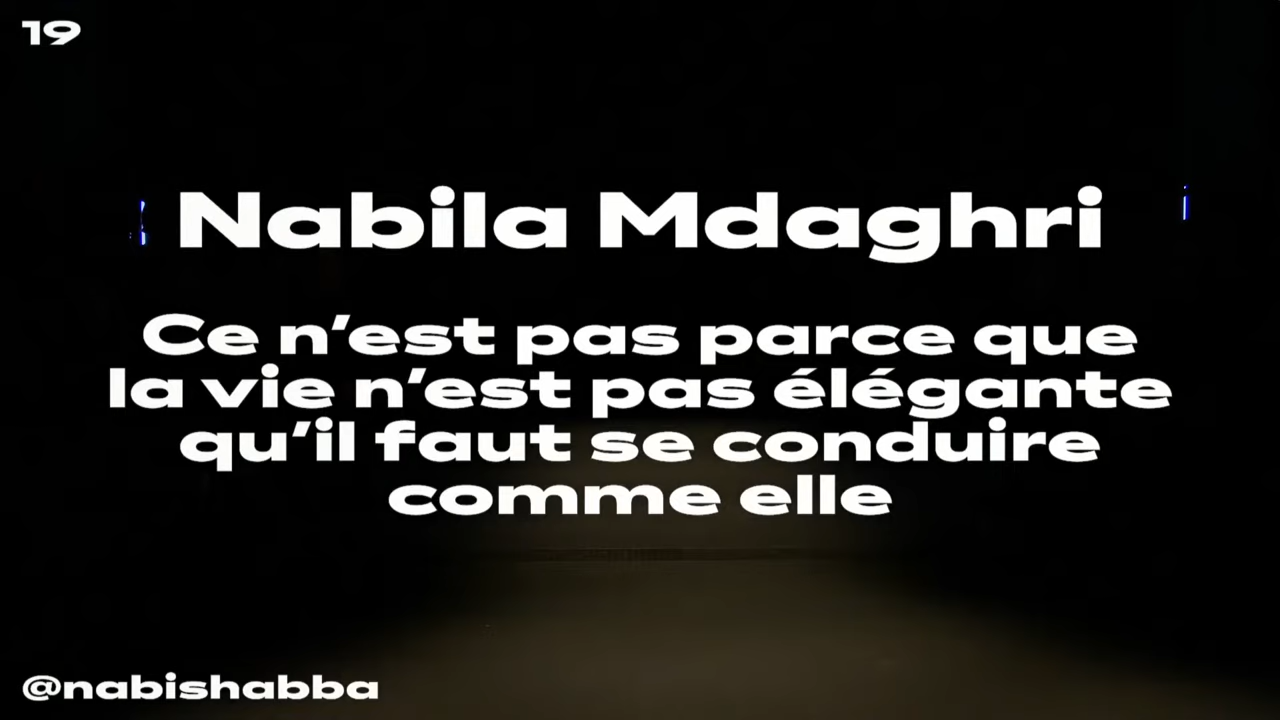 19
Nabila Mdaghri
Ce n’est pas parce que
la vie n’est pas élégante
qu’il faut se conduire
comme elle
@nabishabba